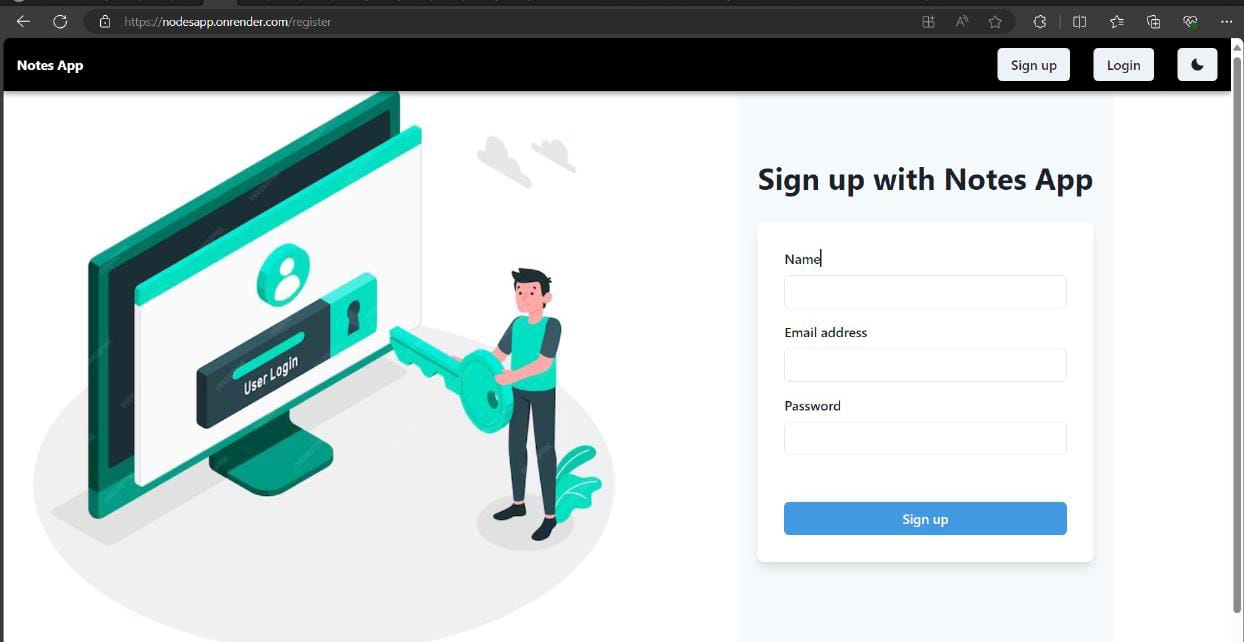 https://nodesapp.onrender.com/register
Notes App
Sign up
Login
User Login
Sign up with Notes App
Name
Email address
Password
Sign up